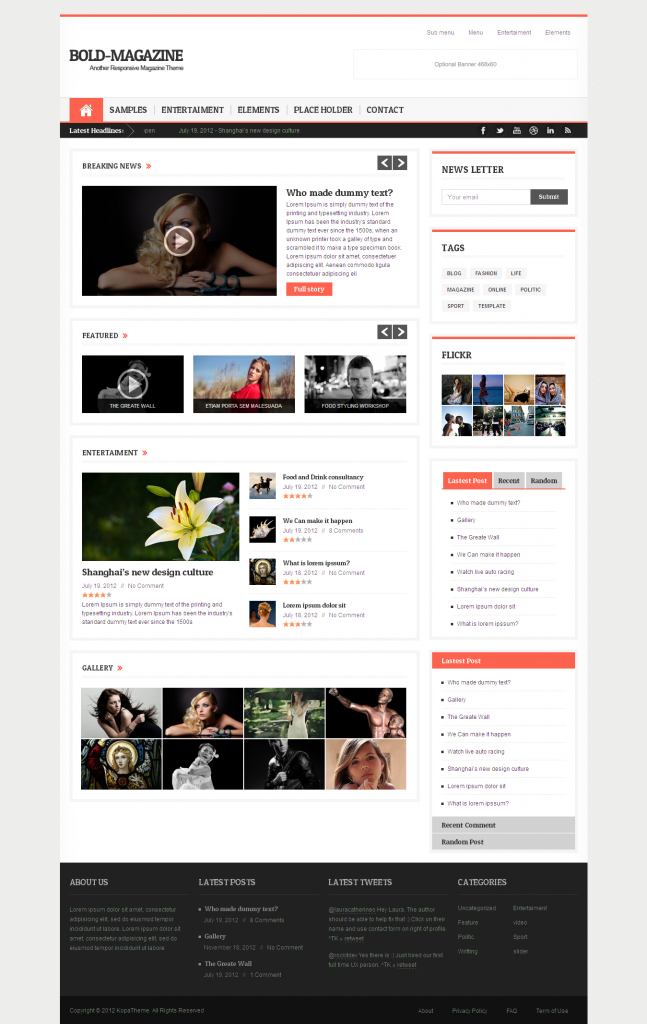 Sub menu Menu Entertaiment Elements
BOLD-MAGAZINE
Another Responsive Magazine Theme
Optional Banner 468x60
SAMPLES ENTERTAIMENT ELEMENTS PLACE HOLDER CONTACT
Latest Headlines: July 19, 2012 - Shanghai's new design culture
BREAKING NEWS »
Who made dummy text?
Lorem Ipsum is simply dummy text of the
printing and typesetting industry. Lorem
Ipsum has been the industry's standard
dummy text ever since the 1500s, when an
unknown printer took a galley of type and
scrambled it to make a type specimen book.
Lorem ipsum dolor sit amet, consectetuer
adipiscing elit. Aenean commodo ligula
consectetuer adipiscing eli
Full story
FEATURED »
THE GREATE WALL
ETIAM PORTA SEM MALESUADA
FOOD STYLING WORKSHOP
ENTERTAIMENT »
Shanghai's new design culture
July 19, 2012 // No Comment
Lorem Ipsum is simply dummy text of the printing and
typesetting industry. Lorem Ipsum has been the industry's
standard dummy text ever since the 1500s
Food and Drink consultancy
July 19, 2012 // No Comment
We Can make it happen
July 19, 2012 // 8 Comments
What is lorem ipsum?
July 18, 2012 // No Comment
Lorem ipsum dolor sit
July 18, 2012 // No Comment
GALLERY »
NEWS LETTER
Your email Submit
TAGS
BLOG FASHION LIFE
MAGAZINE ONLINE POLITIC
SPORT TEMPLATE
FLICKR
Lastest Post Recent Random
Who made dummy text?
Gallery
The Greate Wall
We Can make it happen
Watch live auto racing
Shanghai's new design culture
Lorem ipsum dolor sit
What is lorem ipsum?
Lastest Post
Who made dummy text?
Gallery
The Greate Wall
We Can make it happen
Watch live auto racing
Shanghai's new design culture
Lorem ipsum dolor sit
What is lorem ipsum?
Recent Comment
Random Post
ABOUT US
Lorem ipsum dolor sit amet, consectetur
adipisicing elit, sed do eiusmod tempor
incididunt ut labore Lorem ipsum dolor sit
amet, consectetur adipisicing elit, sed do
eiusmod incididunt ut labore
LATEST POSTS
Who made dummy text?
July 19, 2012 // 8 Comments
Gallery
November 19, 2012 // No Comment
The Greate Wall
July 19, 2012 // 1 Comment
LATEST TWEETS
Hey Laura. The author
should be able to help fix that :) Click on their
name and use contact form on right of profile.
^TK » retweet
Yes there is :) Just hired our first
full time UX person. ^TK » retweet
CATEGORIES
Uncategorized Entertaiment
Feature video
Politic Sport
Writting slider
Copyright © 2012 KopaTheme. All Rights Reserved
About Privacy Policy FAQ Term of Use